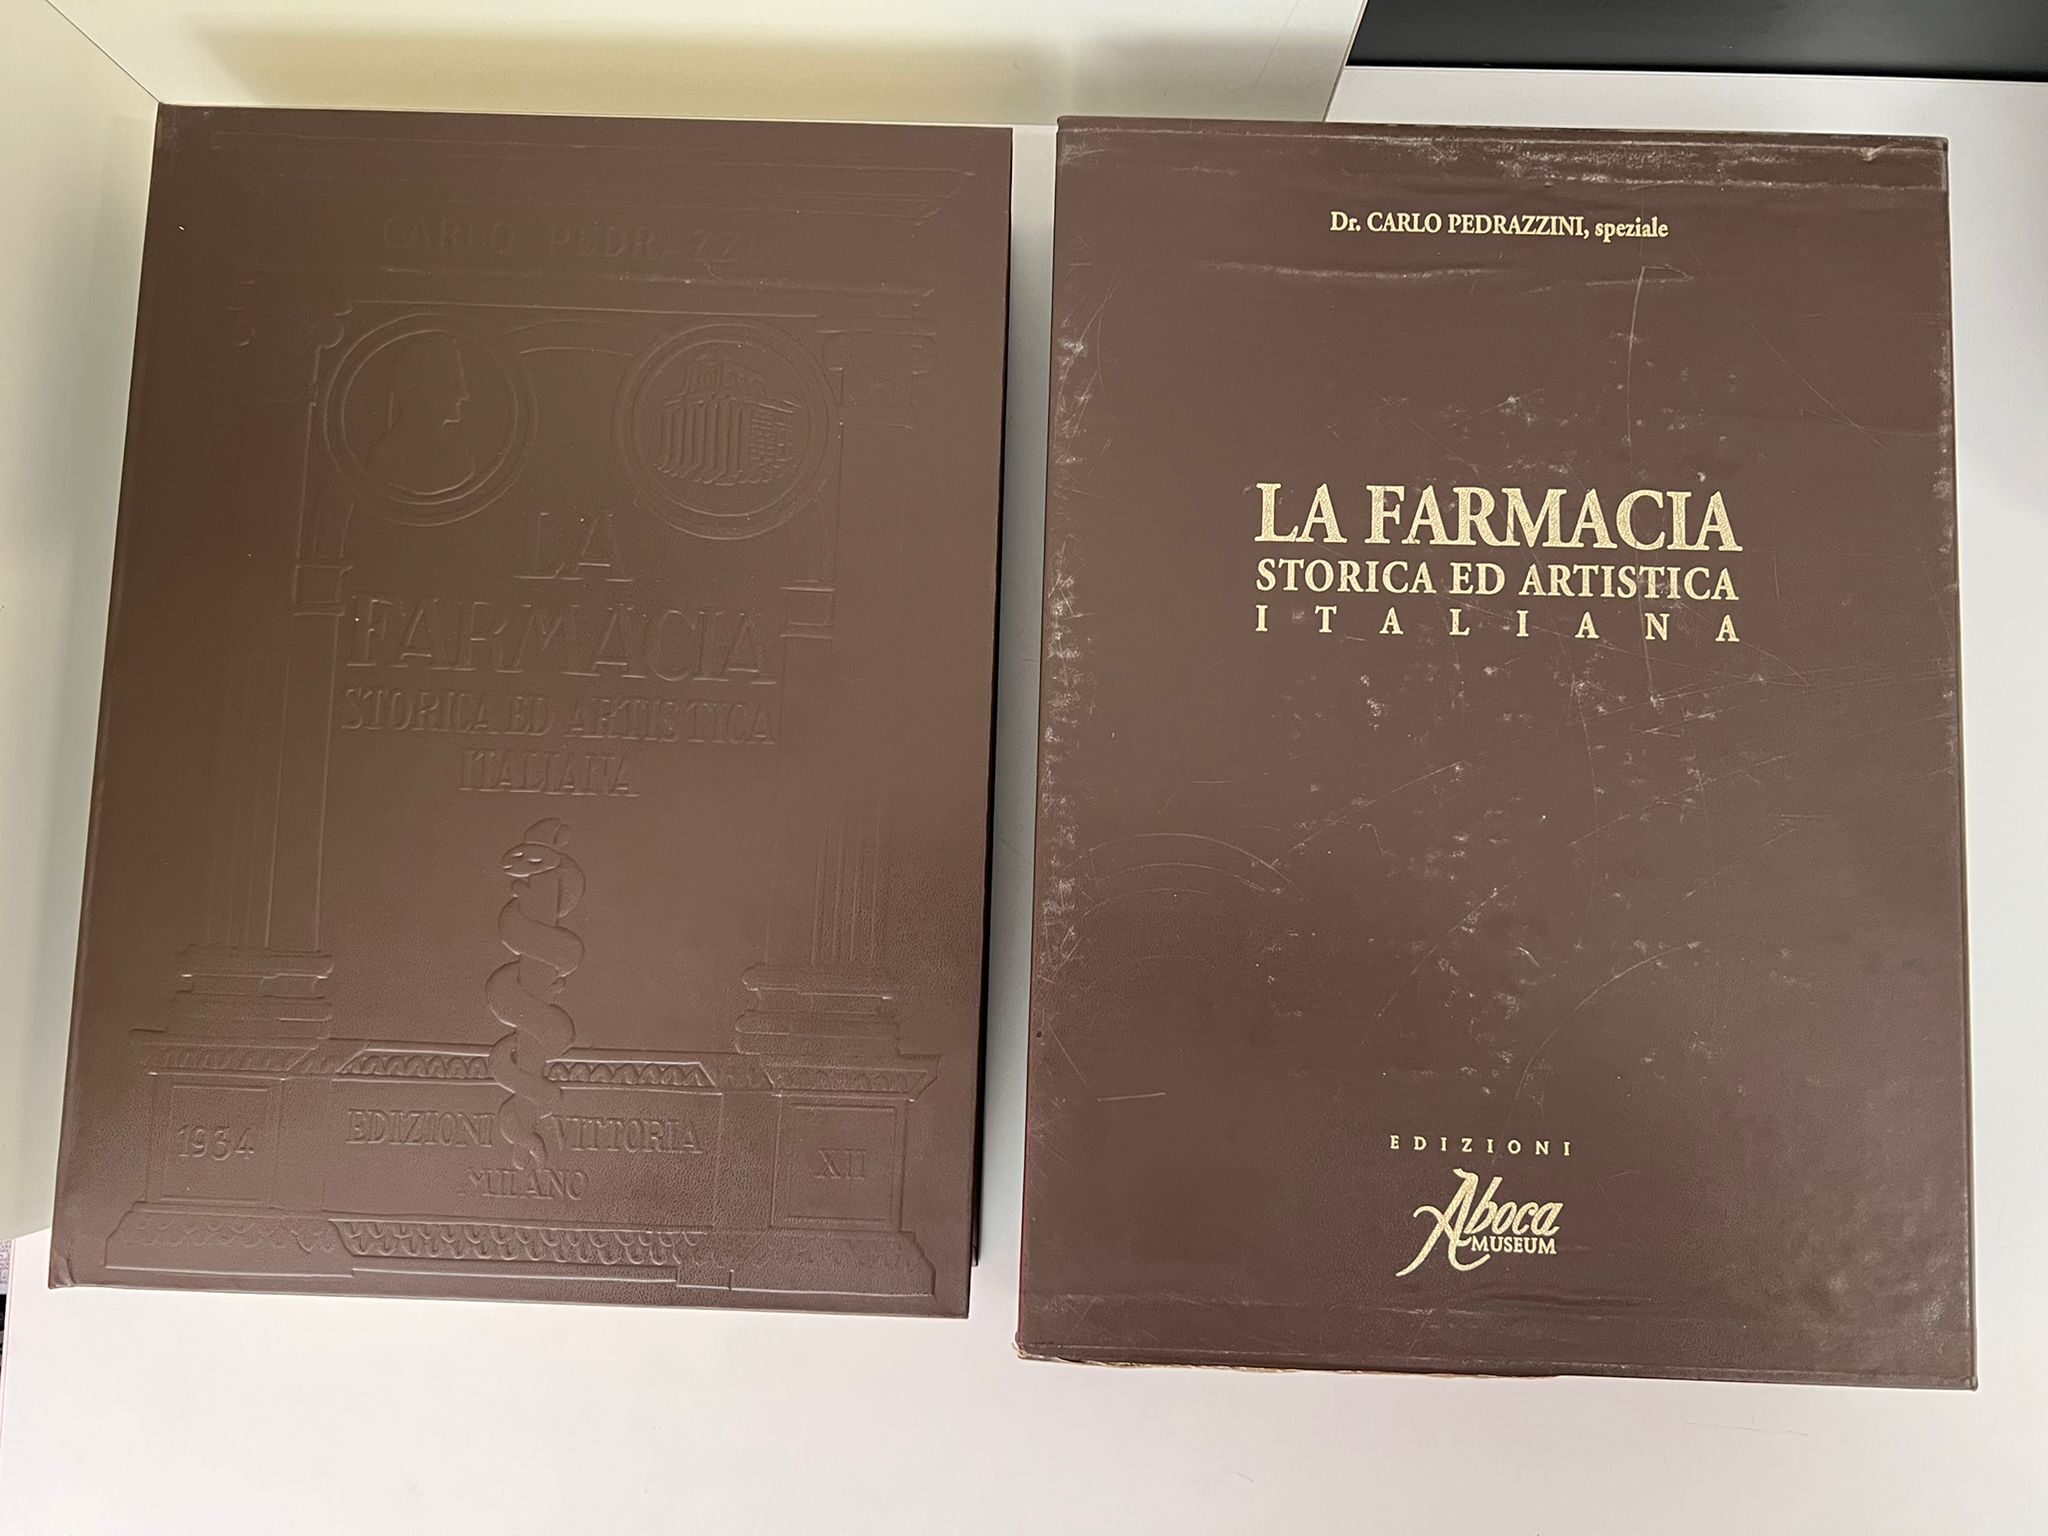 CARLO PEDRAZZ
LA
FARMACIA
STORICA ED ARTISTICA
ITALIANA
1934
EDIZIONI VITTORIA
MILANO
XII
Dr. CARLO PEDRAZZINI, speziale
LA FARMACIA
STORICA ED ARTISTICA
ITALIANA
EDIZIONI
Aboca
MUSEUM